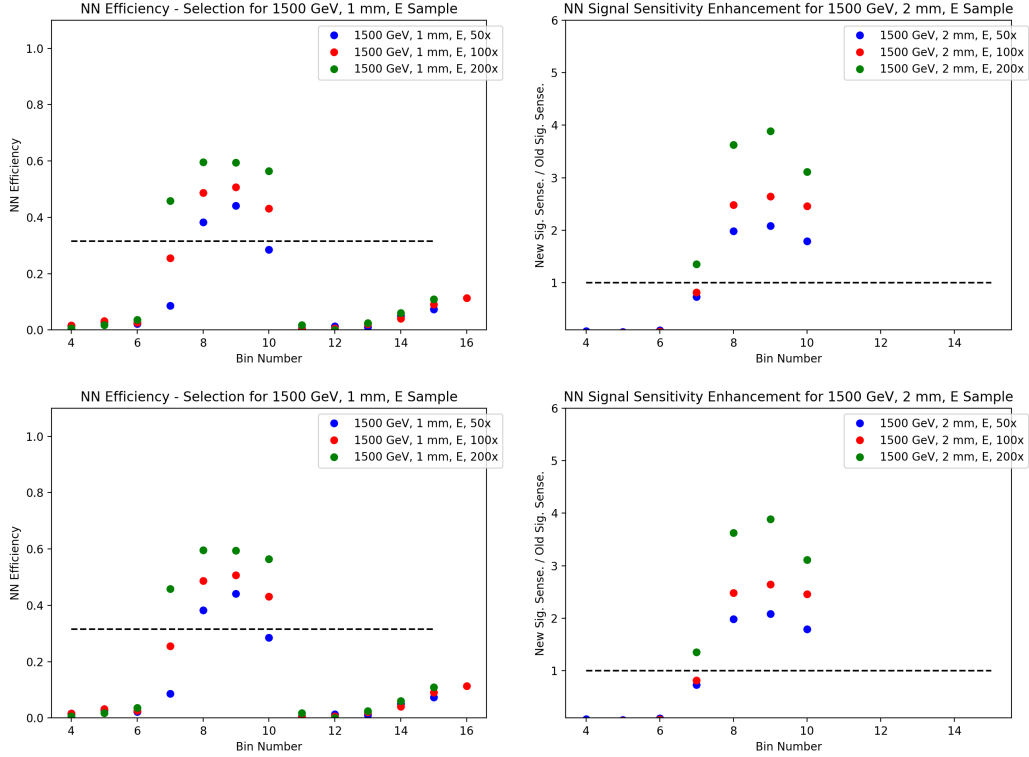 NN Efficiency - Selection for 1500 GeV, 1 mm, E Sample
1500 GeV, 1 mm, E, 50x
1500 GeV, 1 mm, E, 100x
1500 GeV, 1 mm, E, 200x
NN Efficiency
1.0
0.8
0.6
0.4
0.2
0.0
4 6 8 10 12 14 16
Bin Number
NN Signal Sensitivity Enhancement for 1500 GeV, 2 mm, E Sample
1500 GeV, 2 mm, E, 50x
1500 GeV, 2 mm, E, 100x
1500 GeV, 2 mm, E, 200x
New Sig. Sense. / Old Sig. Sense.
6
5
4
3
2
1
4 6 8 10 12 14
Bin Number
NN Efficiency - Selection for 1500 GeV, 1 mm, E Sample
1500 GeV, 1 mm, E, 50x
1500 GeV, 1 mm, E, 100x
1500 GeV, 1 mm, E, 200x
NN Efficiency
1.0
0.8
0.6
0.4
0.2
0.0
4 6 8 10 12 14 16
Bin Number
NN Signal Sensitivity Enhancement for 1500 GeV, 2 mm, E Sample
1500 GeV, 2 mm, E, 50x
1500 GeV, 2 mm, E, 100x
1500 GeV, 2 mm, E, 200x
New Sig. Sense. / Old Sig. Sense.
6
5
4
3
2
1
4 6 8 10 12 14
Bin Number